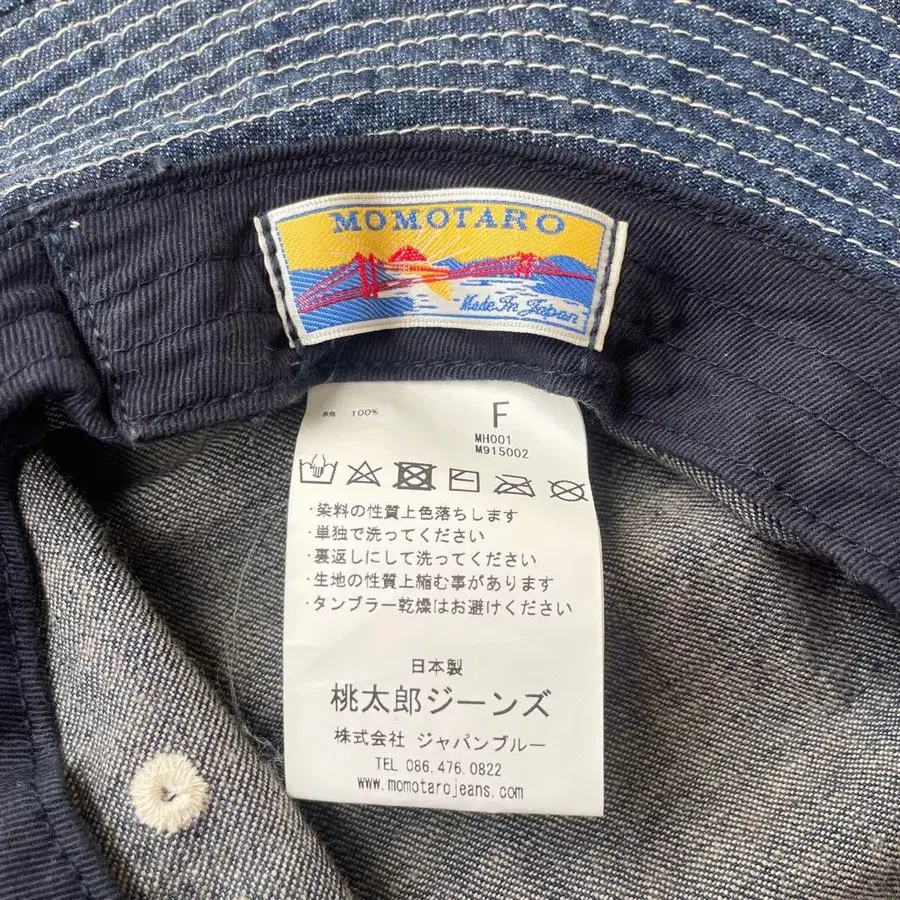 MOMOTARO
Made In Japan
綿 100%
F
MH001
M915002
・染料の性質上色落ちします
・単独で洗ってください
・裏返しにして洗ってください
・生地の性質上縮む事があります
・タンブラー乾燥はお避けください
日本製
桃太郎ジーンズ
株式会社 ジャパンブルー
TEL 086.476.0822
www.momotarojeans.com